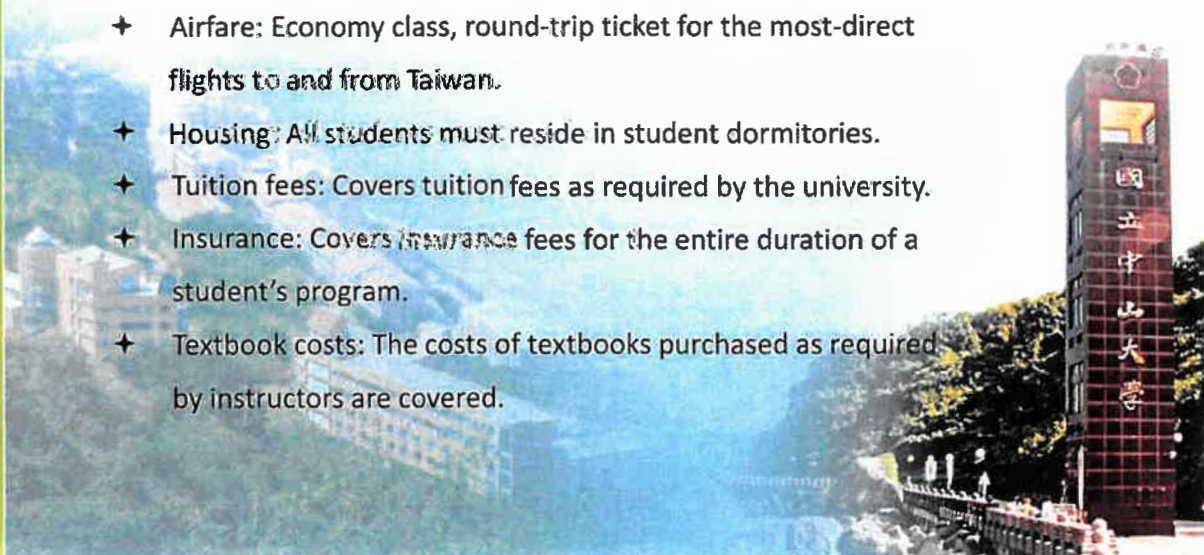 Airfare: Economy class, round-trip ticket for the most-direct
flights to and from Taiwan.
Housing: All students must reside in student dormitories.
Tuition fees: Covers tuition fees as required by the university.
Insurance: Covers insurance fees for the entire duration of a
student's program.
Textbook costs: The costs of textbooks purchased as required
by instructors are covered.
國立中山大學